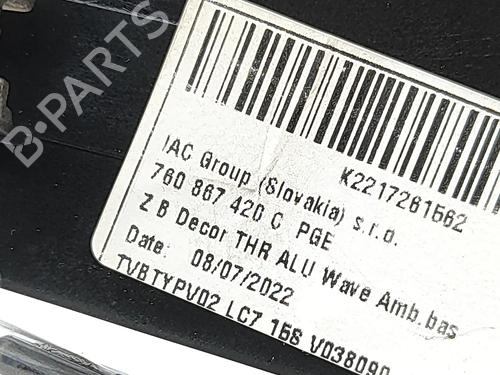 B-PARTS
K2217261562
IAC Group (Slovakia) s.r.o.
760 867 420 C PGE
Z B Decor THR ALU Wave Amb.bas
Date: 08/07/2022
TVBTYPV02 LC7 16S V038090